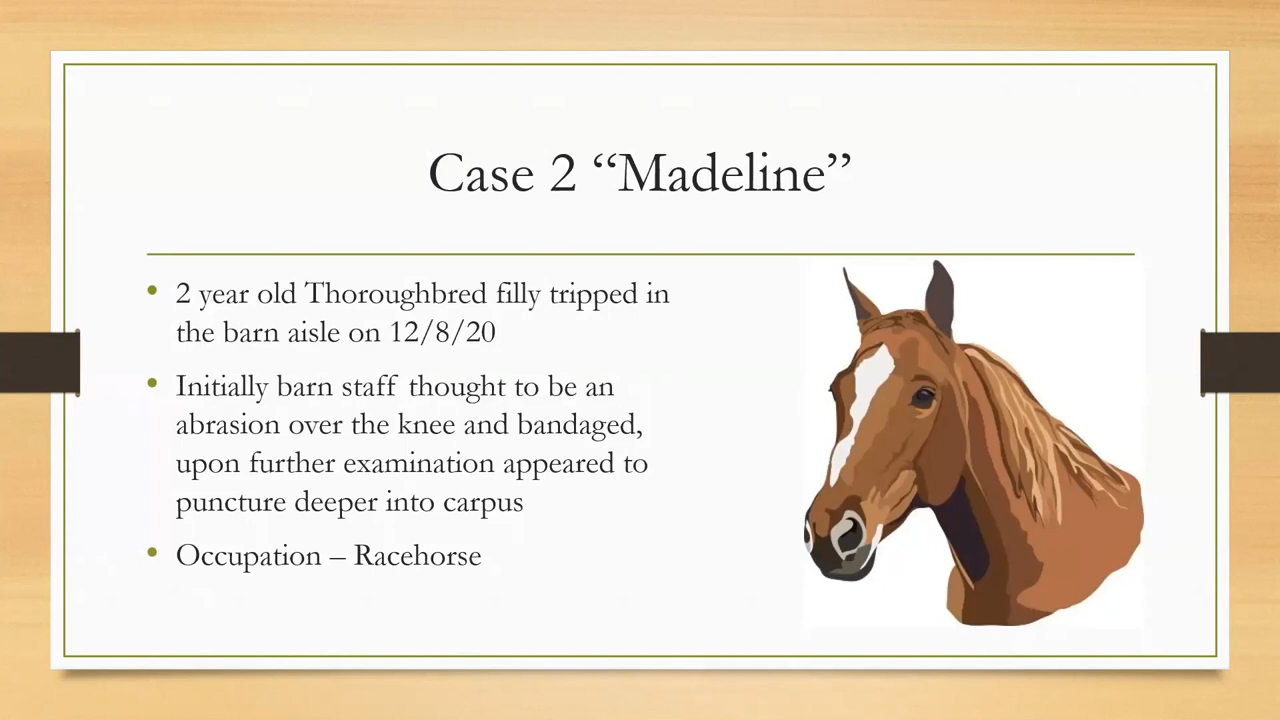 Case 2 “Madeline”
• 2 year old Thoroughbred filly tripped in
the barn aisle on 12/8/20
• Initially barn staff thought to be an
abrasion over the knee and bandaged,
upon further examination appeared to
puncture deeper into carpus
• Occupation – Racehorse